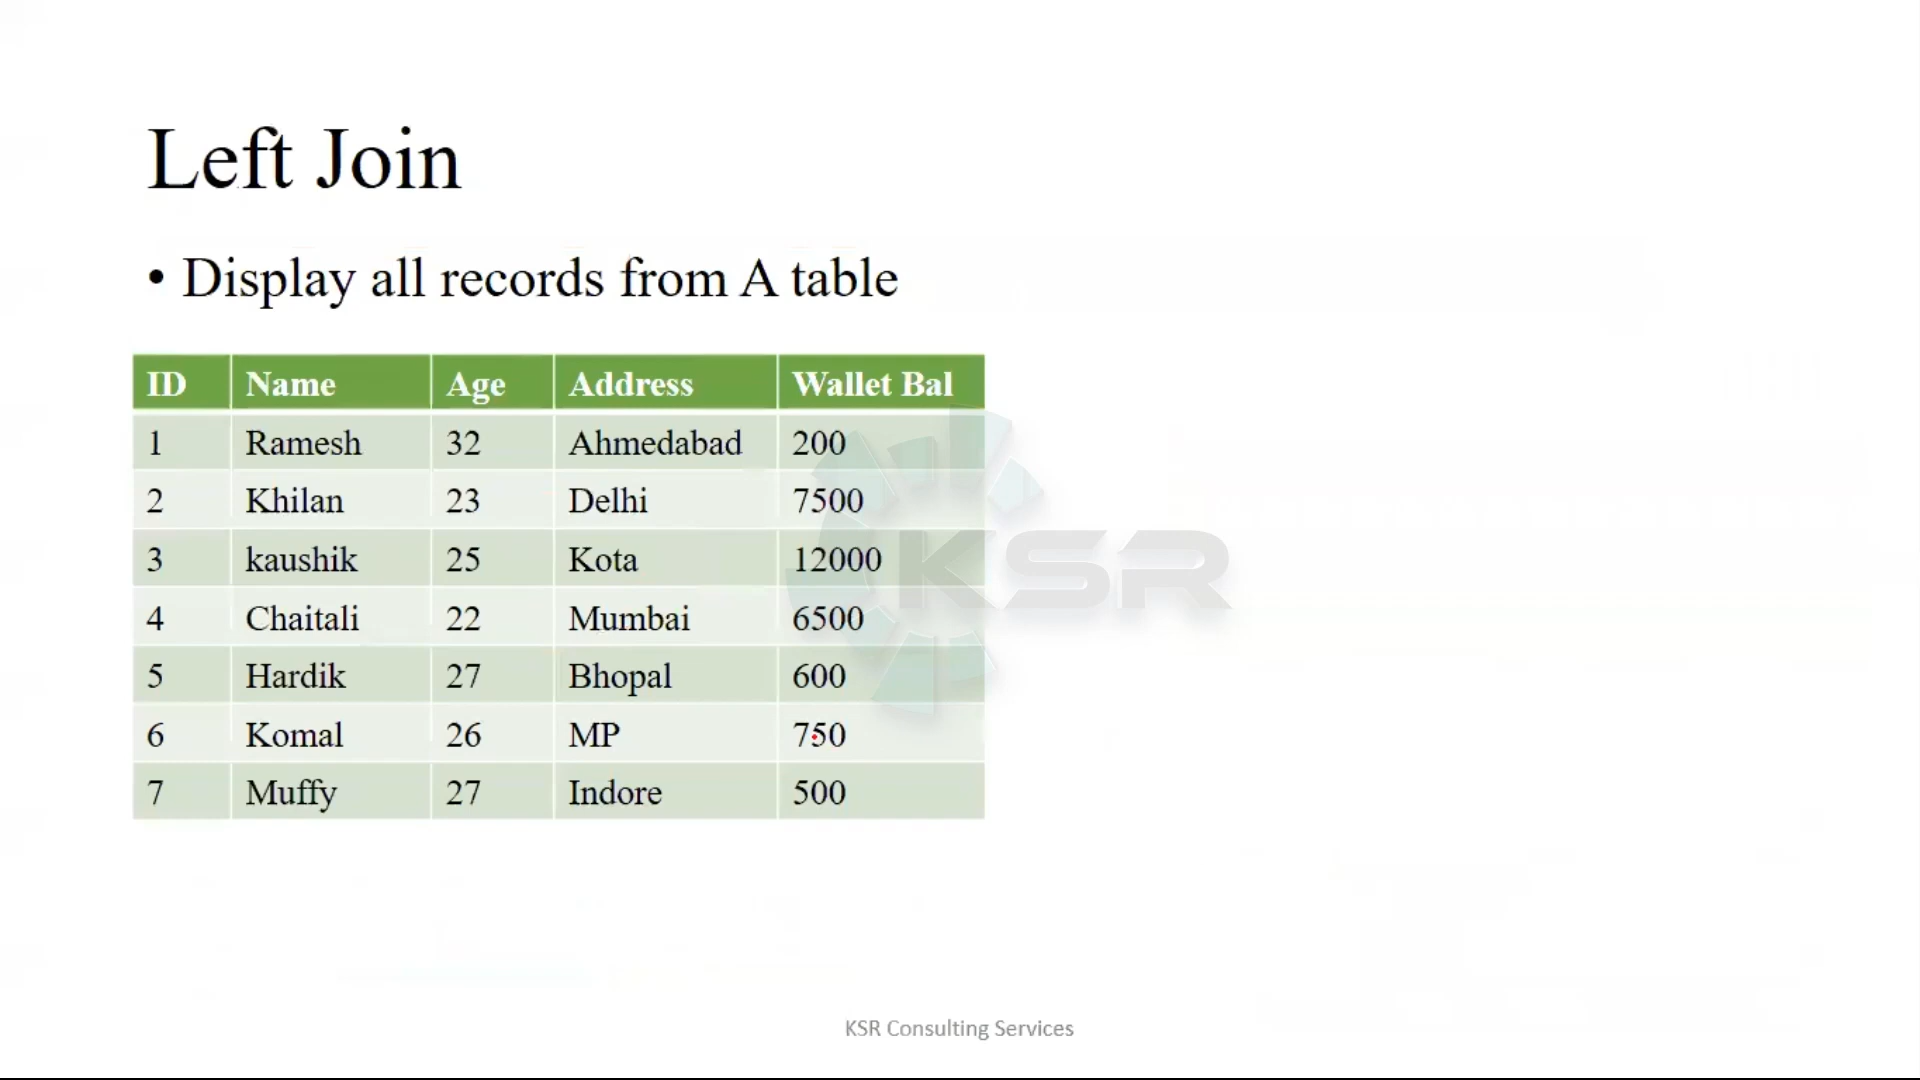 Left Join
• Display all records from A table
ID Name Age Address Wallet Bal
1 Ramesh 32 Ahmedabad 200
2 Khilan 23 Delhi 7500
3 kaushik 25 Kota 12000
4 Chaitali 22 Mumbai 6500
5 Hardik 27 Bhopal 600
6 Komal 26 MP 750
7 Muffy 27 Indore 500
KSR
KSR Consulting Services